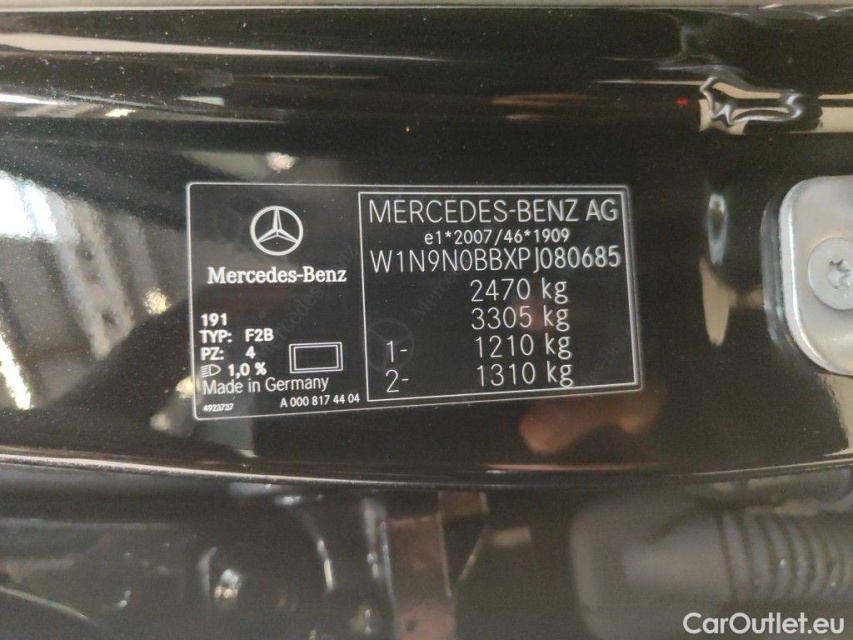 Mercedes-Benz
191
TYP: F2B
PZ: 4
1,0 %
Made in Germany
4923737
A 000 817 44 04
MERCEDES-BENZ AG
e1*2007/46*1909
W1N9N0BBXPJ080685
2470 kg
3305 kg
1- 1210 kg
2- 1310 kg
CarOutlet.eu